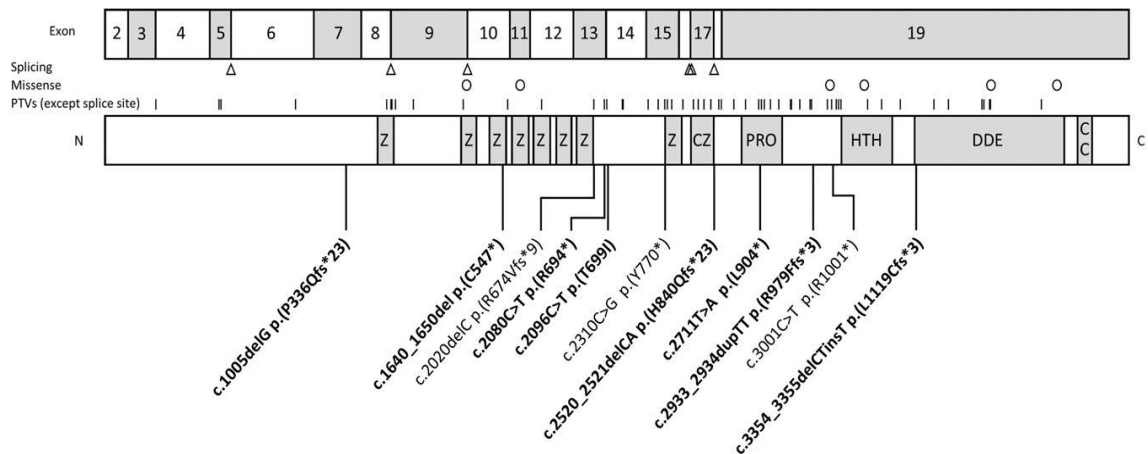 Exon 2 3 4 5 6 7 8 9 10 11 12 13 14 15 17 19
Splicing
Missense
PTVs (except splice site)
N Z Z Z Z Z Z Z Z CZ PRO HTH DDE CC C
c.1005delG p.(P336Qfs*23)
c.1640_1650del p.(C547*)
c.2020delC p.(R674Vfs*9)
c.2080C>T p.(R694*)
c.2096C>T p.(T699I)
c.2310C>G p.(Y770*)
c.2520_2521delCA p.(H840Qfs*23)
c.2711T>A p.(L904*)
c.2933_2934dupTT p.(R979Ffs*3)
c.3001C>T p.(R1001*)
c.3354_3355delCTinsT p.(L1119Cfs*3)